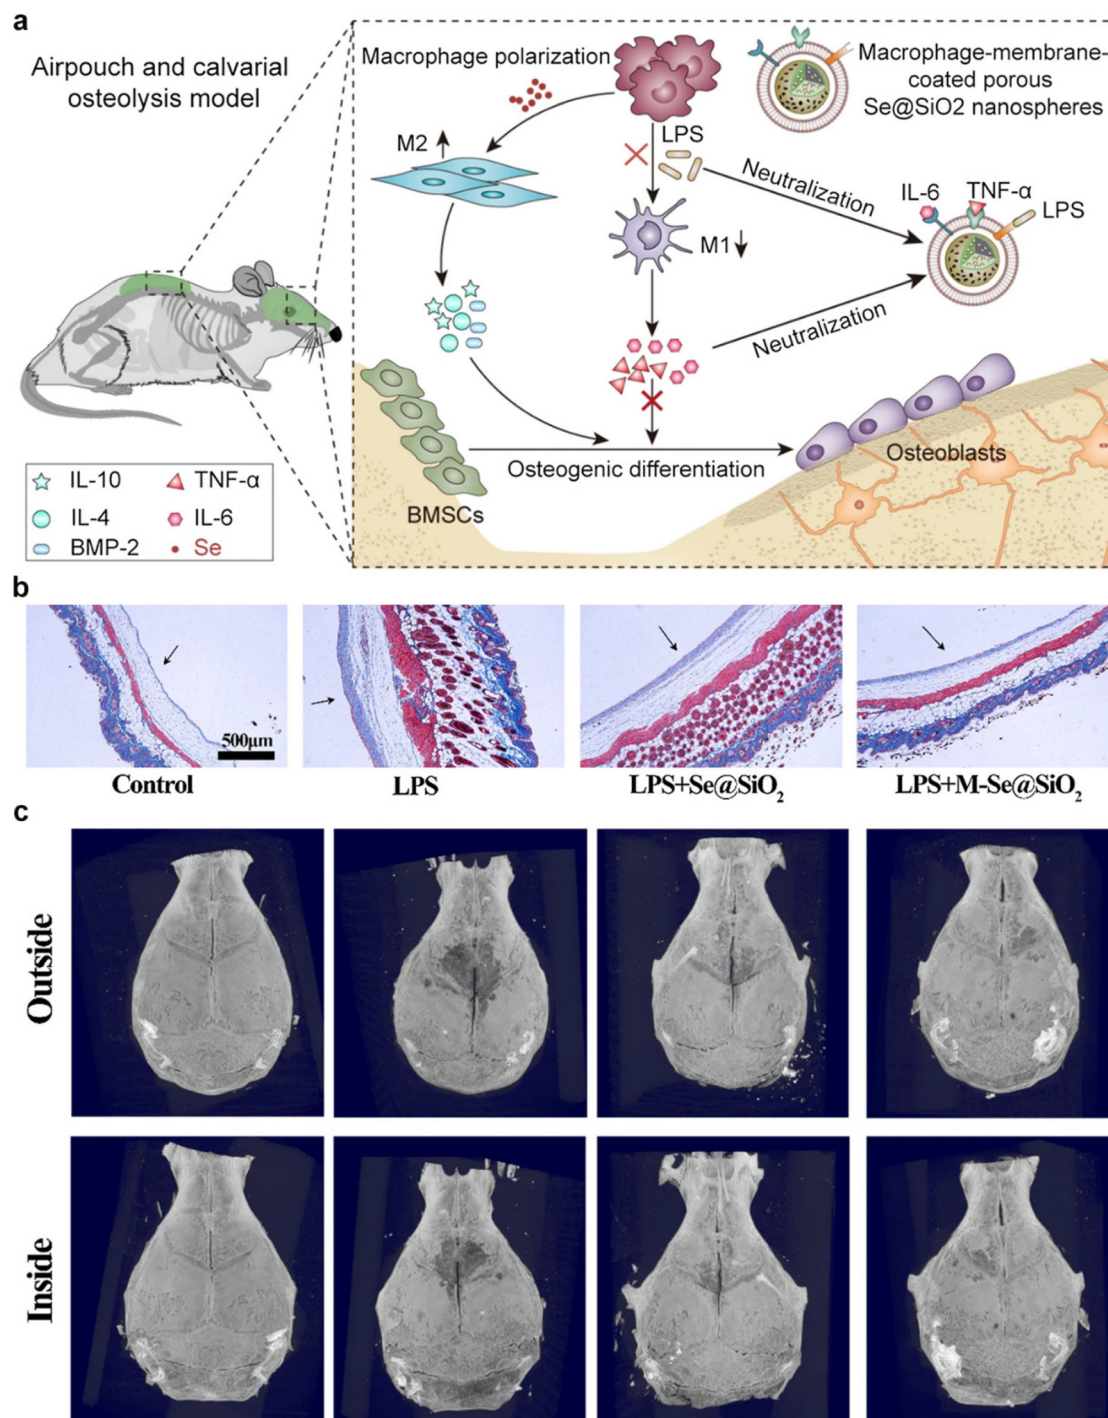 a
Airpouch and calvarial
osteolysis model
Macrophage polarization
Macrophage-membrane-
coated porous
Se@SiO2 nanospheres
M2
LPS
Neutralization
IL-6
TNF-α
LPS
M1
Neutralization
Osteogenic differentiation
Osteoblasts
BMSCs
IL-10
TNF-α
IL-4
IL-6
BMP-2
Se
b
500μm
Control
LPS
LPS+Se@SiO₂
LPS+M-Se@SiO₂
c
Outside
Inside